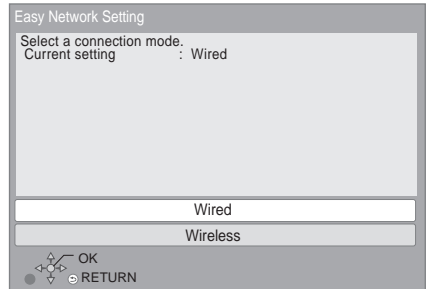 Easy Network Setting
Select a connection mode.
Current setting : Wired
Wired
Wireless
OK
RETURN